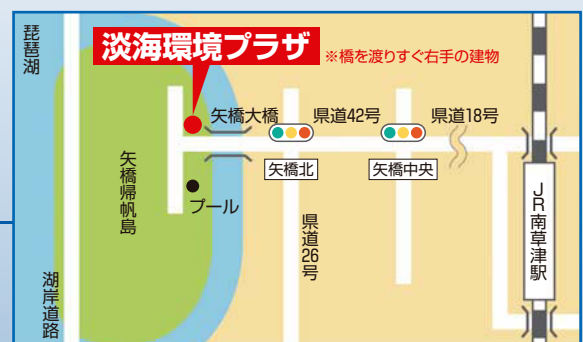 琵琶湖
淡海環境プラザ
※橋を渡りすぐ右手の建物
矢橋大橋
県道42号
県道18号
矢橋北
矢橋中央
矢橋帰帆島
プール
県道26号
JR南草津駅
湖岸道路